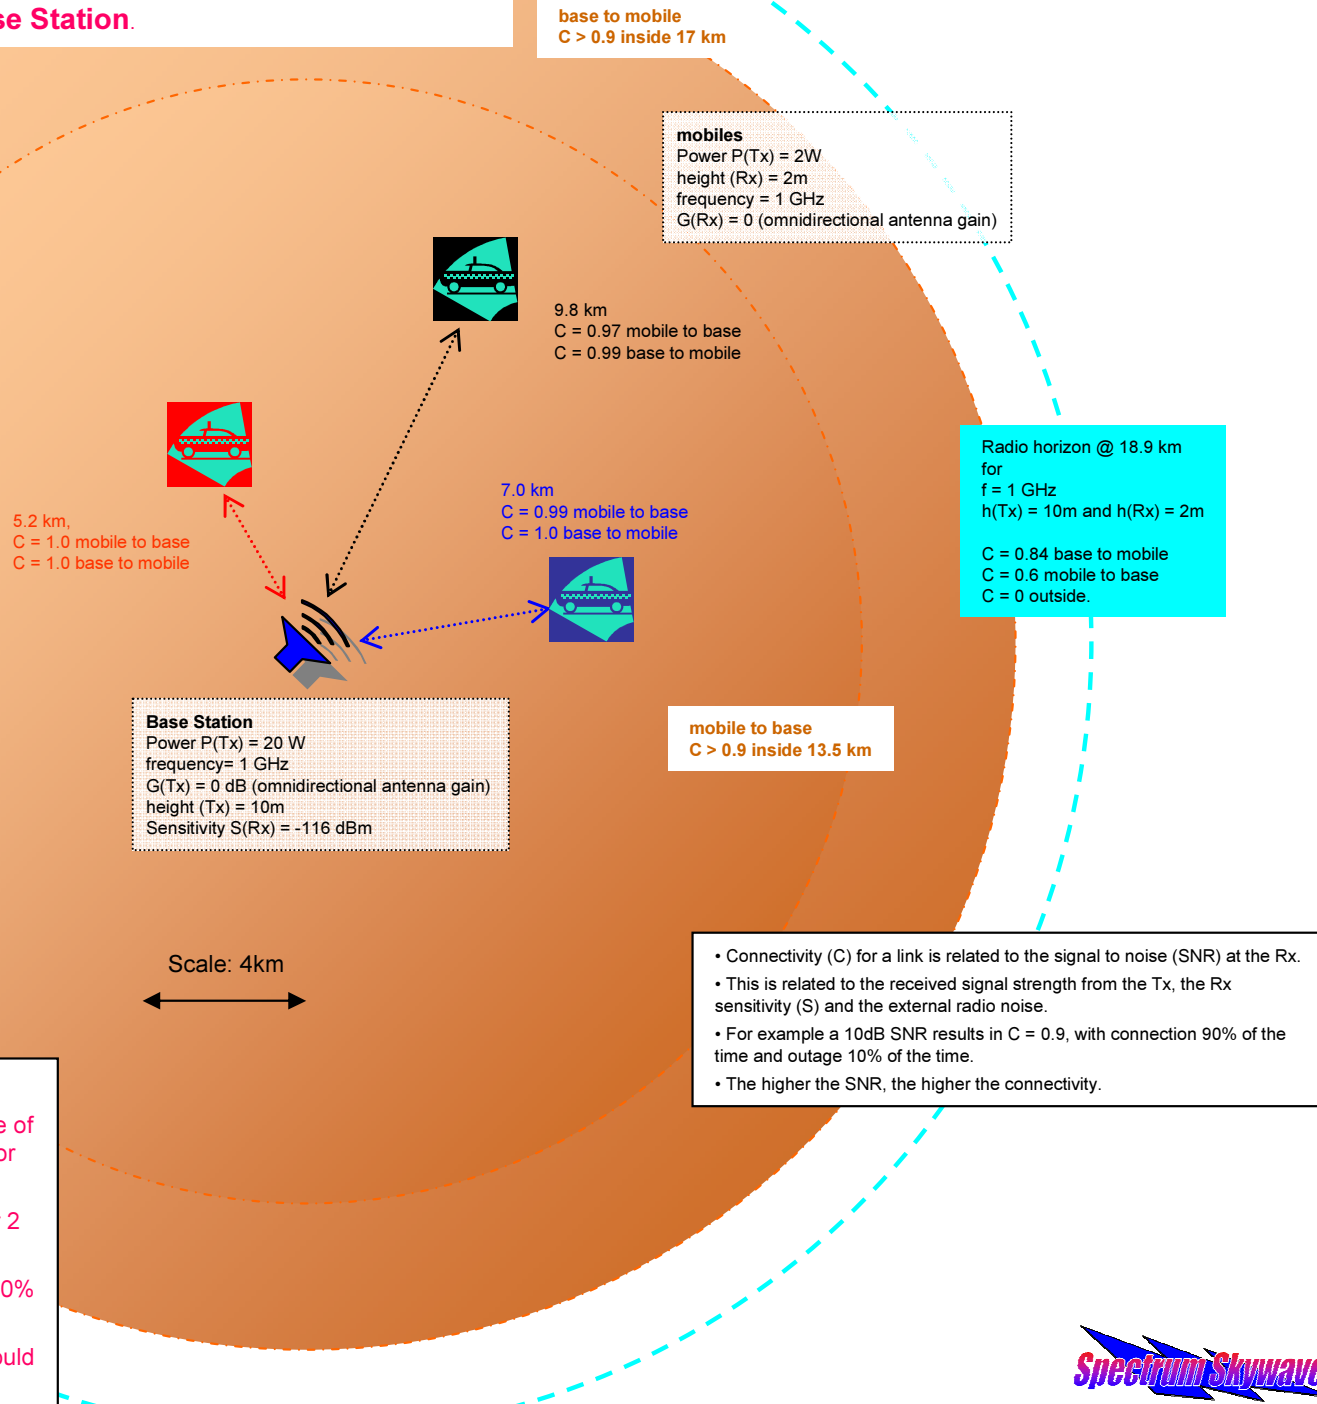 se Station.
base to mobile
C > 0.9 inside 17 km
mobiles
Power P(Tx) = 2W
height (Rx) = 2m
frequency = 1 GHz
G(Rx) = 0 (omnidirectional antenna gain)
9.8 km
C = 0.97 mobile to base
C = 0.99 base to mobile
5.2 km,
C = 1.0 mobile to base
C = 1.0 base to mobile
7.0 km
C = 0.99 mobile to base
C = 1.0 base to mobile
Radio horizon @ 18.9 km
for
f = 1 GHz
h(Tx) = 10m and h(Rx) = 2m
C = 0.84 base to mobile
C = 0.6 mobile to base
C = 0 outside.
Base Station
Power P(Tx) = 20 W
frequency= 1 GHz
G(Tx) = 0 dB (omnidirectional antenna gain)
height (Tx) = 10m
Sensitivity S(Rx) = -116 dBm
mobile to base
C > 0.9 inside 13.5 km
Scale: 4km
• Connectivity (C) for a link is related to the signal to noise (SNR) at the Rx.
• This is related to the received signal strength from the Tx, the Rx
sensitivity (S) and the external radio noise.
• For example a 10dB SNR results in C = 0.9, with connection 90% of the
time and outage 10% of the time.
• The higher the SNR, the higher the connectivity.
e of
or
2
0%
ould
Spectrum Skywave